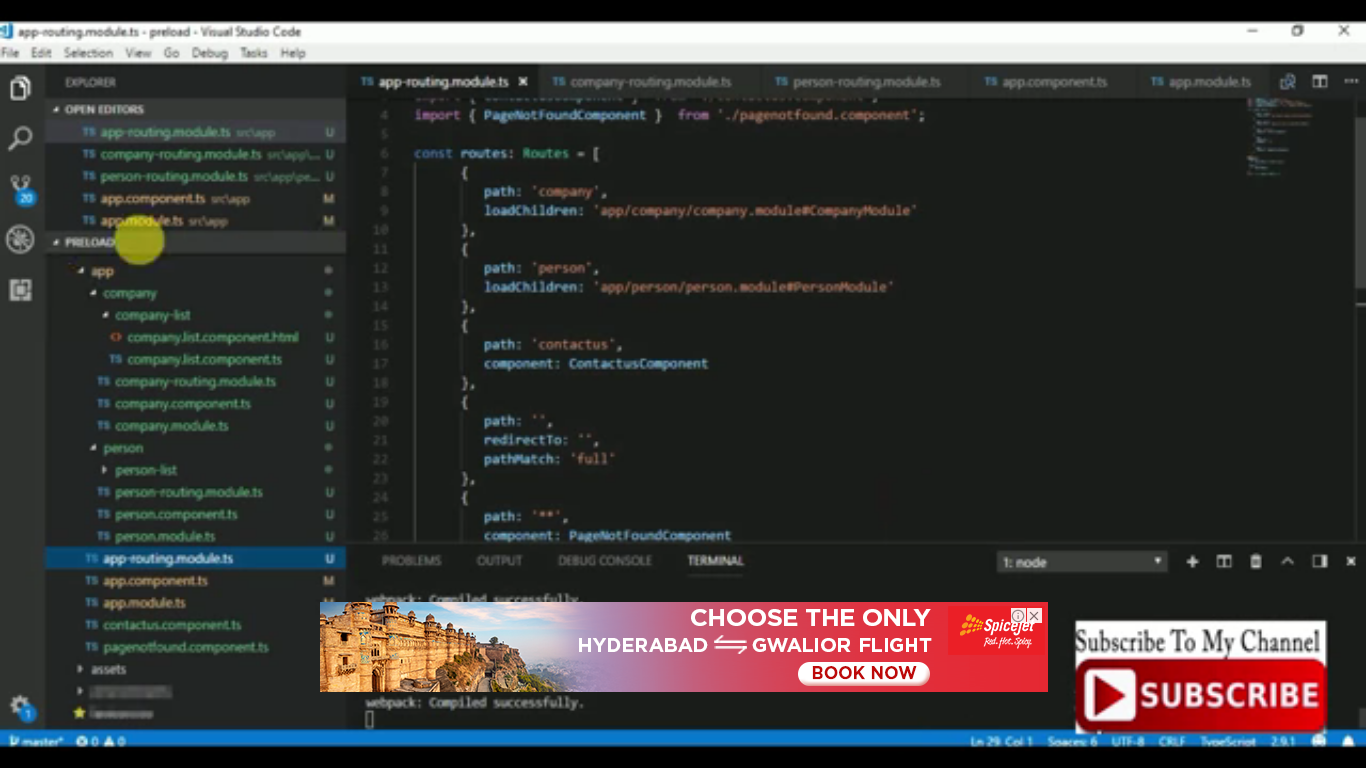 app-routing.module.ts - preload - Visual Studio Code
File Edit Selection View Go Debug Tasks Help
EXPLORER
OPEN EDITORS
TS app-routing.module.ts src\app U
TS company-routing.module.ts src\app\... U
TS person-routing.module.ts src\app\pe... U
TS app.component.ts src\app M
TS app.module.ts src\app M
20
PRELOAD
app
company
company-list
<> company.list.component.html U
TS company.list.component.ts U
TS company-routing.module.ts U
TS company.component.ts U
TS company.module.ts U
person
person-list
TS person-routing.module.ts U
TS person.component.ts U
TS person.module.ts U
TS app-routing.module.ts U
TS app.component.ts M
TS app.module.ts M
TS contactus.component.ts U
TS pagenotfound.component.ts U
assets
1
TS app-routing.module.ts × TS company-routing.module.ts TS person-routing.module.ts TS app.component.ts TS app.module.ts ...
4 import { PageNotFoundComponent } from './pagenotfound.component';
5
6 const routes: Routes = [
7 {
8 path: 'company',
9 loadChildren: 'app/company/company.module#CompanyModule'
10 },
11 {
12 path: 'person',
13 loadChildren: 'app/person/person.module#PersonModule'
14 },
15 {
16 path: 'contactus',
17 component: ContactusComponent
18 },
19 {
20 path: '',
21 redirectTo: '',
22 pathMatch: 'full'
23 },
24 {
25 path: '**',
26 component: PageNotFoundComponent
PROBLEMS OUTPUT DEBUG CONSOLE TERMINAL 1: node
webpack: Compiled successfully.
CHOOSE THE ONLY
HYDERABAD GWALIOR FLIGHT
BOOK NOW
SpiceJet
Red. Hot. Spicy.
webpack: Compiled successfully.
Subscribe To My Channel
SUBSCRIBE
master* 0 0 Ln 29, Col 1 Spaces: 6 UTF-8 CRLF TypeScript 2.9.1